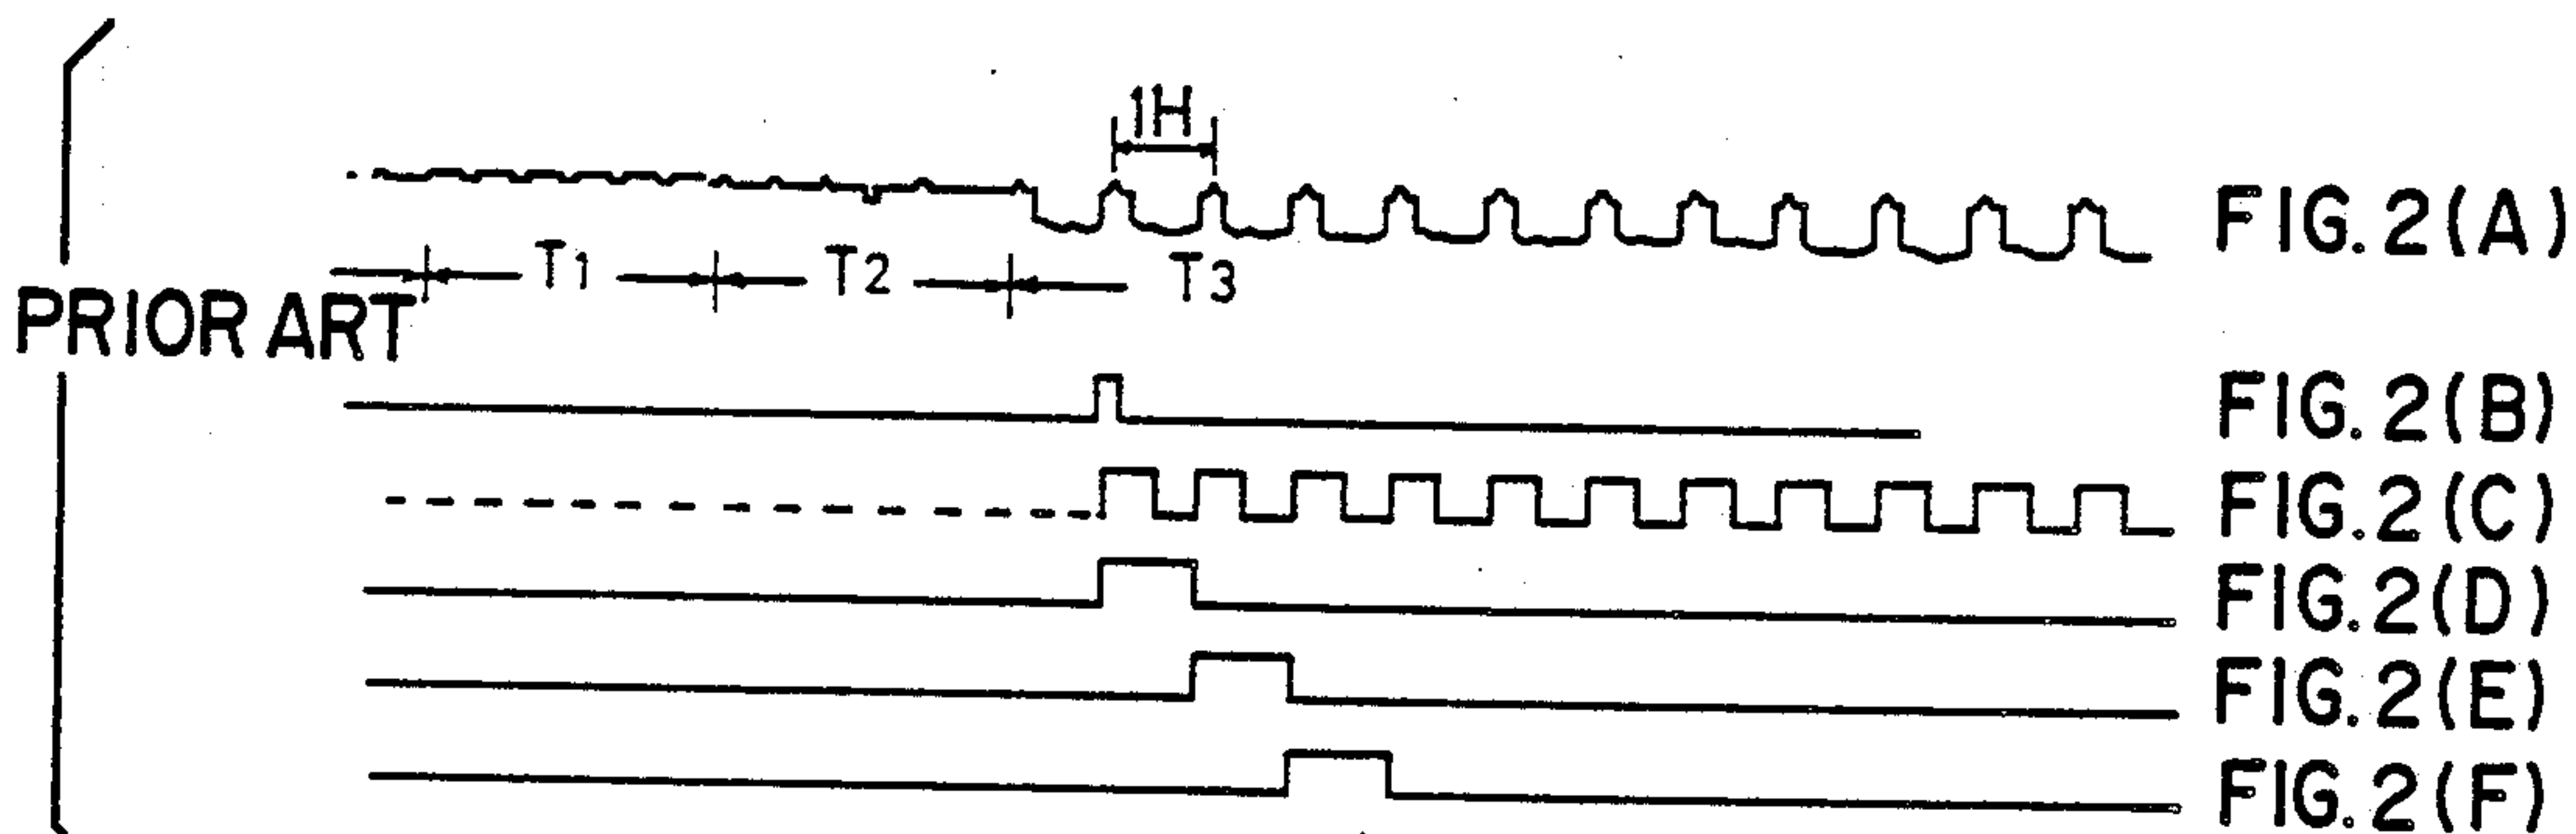 1H
FIG. 2(A)
T1 T2 T3
PRIOR ART
FIG. 2(B)
FIG. 2(C)
FIG. 2(D)
FIG. 2(E)
FIG. 2(F)